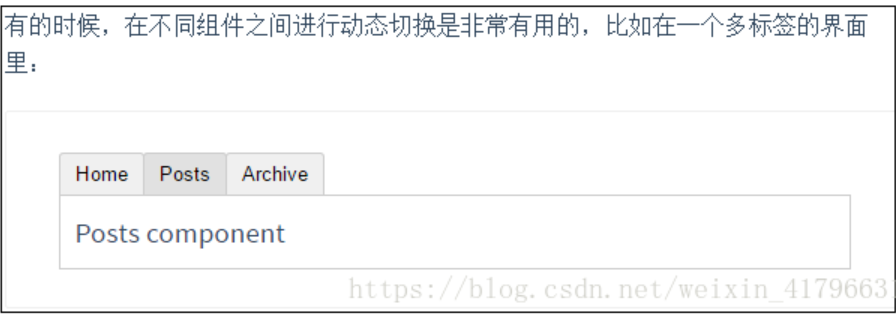 有的时候，在不同组件之间进行动态切换是非常有用的，比如在一个多标签的界面
里：
Home Posts Archive
Posts component
https://blog.csdn.net/weixin_4179663